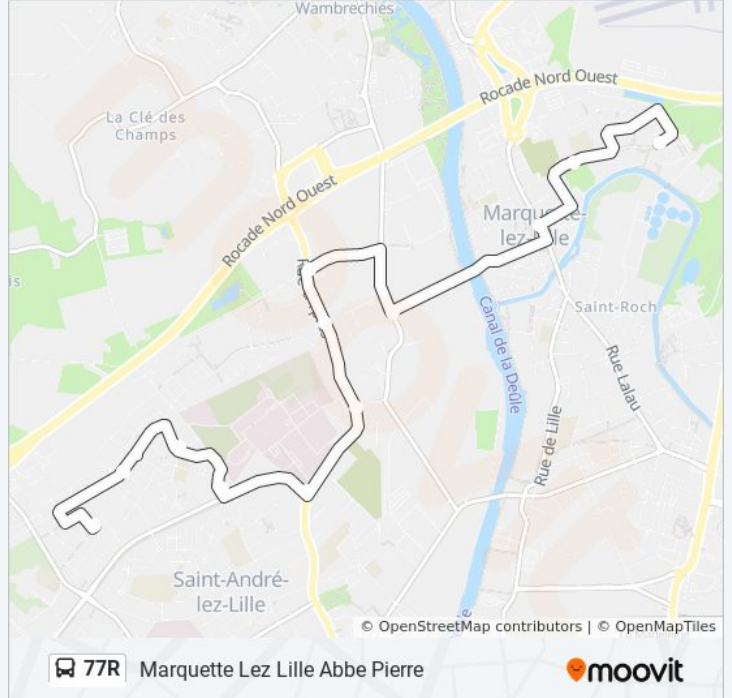 Wambrechies
Rocade Nord Ouest
La Clé des
Champs
Rocade Nord Ouest
Marquette-
lez-Lille
is
Saint-Roch
Canal de la Deûle
Rue Lalau
Rue de Lille
Saint-André-
lez-Lille
© OpenStreetMap contributors | © OpenMapTiles
77R Marquette Lez Lille Abbe Pierre
moovit